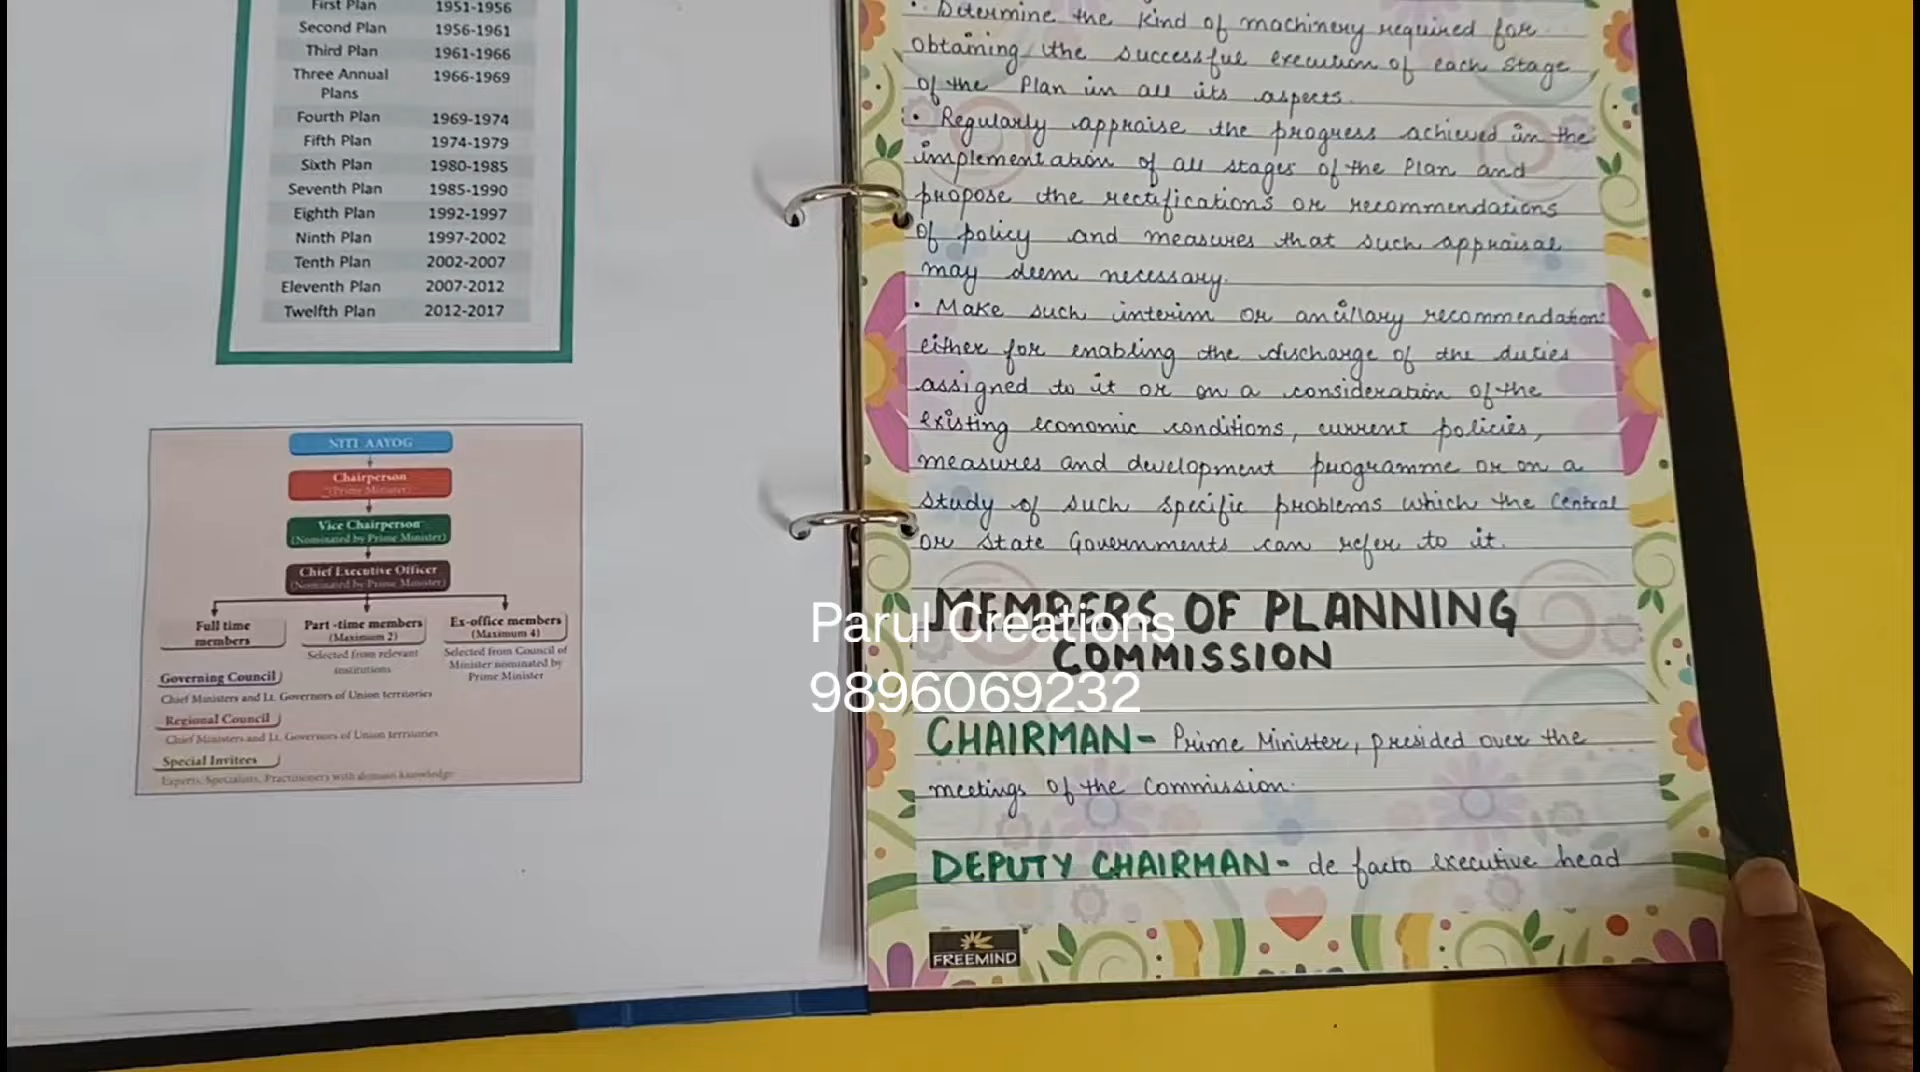 First Plan 1951-1956
Second Plan 1956-1961
Third Plan 1961-1966
Three Annual Plans 1966-1969
Fourth Plan 1969-1974
Fifth Plan 1974-1979
Sixth Plan 1980-1985
Seventh Plan 1985-1990
Eighth Plan 1992-1997
Ninth Plan 1997-2002
Tenth Plan 2002-2007
Eleventh Plan 2007-2012
Twelfth Plan 2012-2017
NITI AAYOG
Chairperson
(Prime Minister)
Vice Chairperson
(Nominated by Prime Minister)
Chief Executive Officer
(Nominated by Prime Minister)
Full time
members
Part-time members
(Maximum 2)
Selected from relevant
institutions
Ex-office members
(Maximum 4)
Selected from Council of
Minister nominated by
Prime Minister
Governing Council
Chief Ministers and Lt. Governors of Union territories
Regional Council
Chief Ministers and Lt. Governors of Union territories
Special Invitees
Experts, Specialists, Practitioners with domain knowledge
• Determine the kind of machinery required for
obtaining the successful execution of each stage
of the Plan in all its aspects.
• Regularly appraise the progress achieved in the
implementation of all stages of the Plan and
propose the rectifications or recommendations
of policy and measures that such appraisal
may deem necessary.
• Make such interim or ancillary recommendations
either for enabling the discharge of the duties
assigned to it or on a consideration of the
existing economic conditions, current policies,
measures and development programme or on a
study of such specific problems which the Central
or State Governments can refer to it.
MEMBERS OF PLANNING
COMMISSION
CHAIRMAN- Prime Minister, presided over the
meetings of the Commission.
DEPUTY CHAIRMAN- de facto executive head
FREEMIND
Parul Creations
9896069232